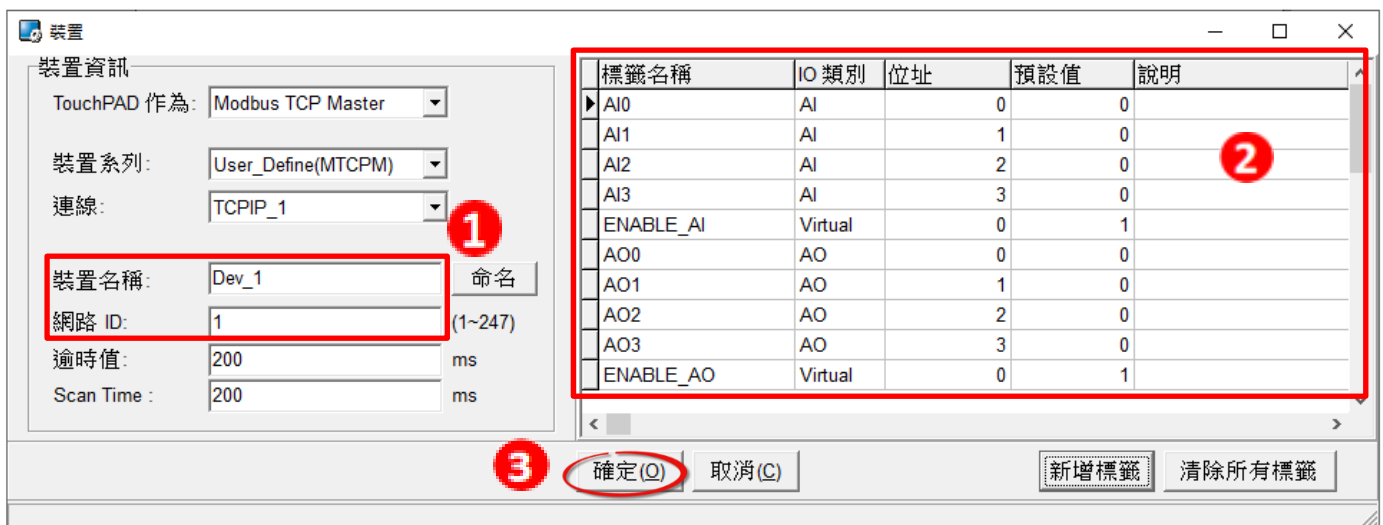 裝置
裝置資訊
TouchPAD 作為: Modbus TCP Master
裝置系列: User_Define(MTCPM)
連線: TCPIP_1
1
裝置名稱: Dev_1 命名
網路 ID: 1 (1~247)
逾時值: 200 ms
Scan Time : 200 ms
標籤名稱 IO 類別 位址 預設值 說明
AI0 AI 0 0
AI1 AI 1 0
AI2 AI 2 0
AI3 AI 3 0
ENABLE_AI Virtual 0 1
AO0 AO 0 0
AO1 AO 1 0
AO2 AO 2 0
AO3 AO 3 0
ENABLE_AO Virtual 0 1
2
3
確定(O) 取消(C) 新增標籤 清除所有標籤